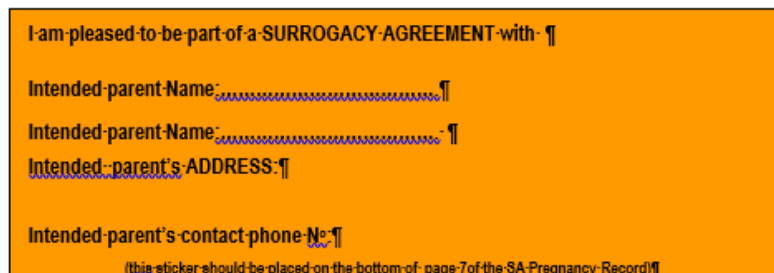 I am pleased to be part of a SURROGACY AGREEMENT with ¶
Intended parent Name:,,,,,,,,,,,,,,,,,,,,,,,,,,,,,,,,,,,,¶
Intended parent Name:,,,,,,,,,,,,,,,,,,,,,,,,,,,,,,,,,,,, ¶
Intended parent's ADDRESS:¶
Intended parent's contact phone Nº:¶
(this sticker should be placed on the bottom of page 7of the SA Pregnancy Record)¶